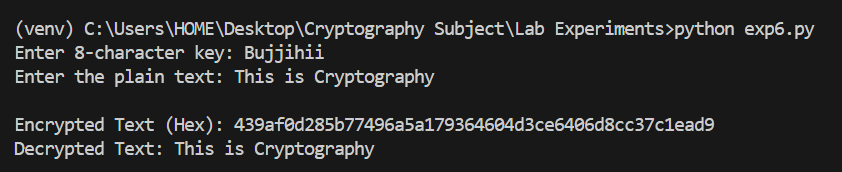 (venv) C:\Users\HOME\Desktop\Cryptography Subject\Lab Experiments>python exp6.py
Enter 8-character key: Bujjihii
Enter the plain text: This is Cryptography
Encrypted Text (Hex): 439af0d285b77496a5a179364604d3ce6406d8cc37c1ead9
Decrypted Text: This is Cryptography